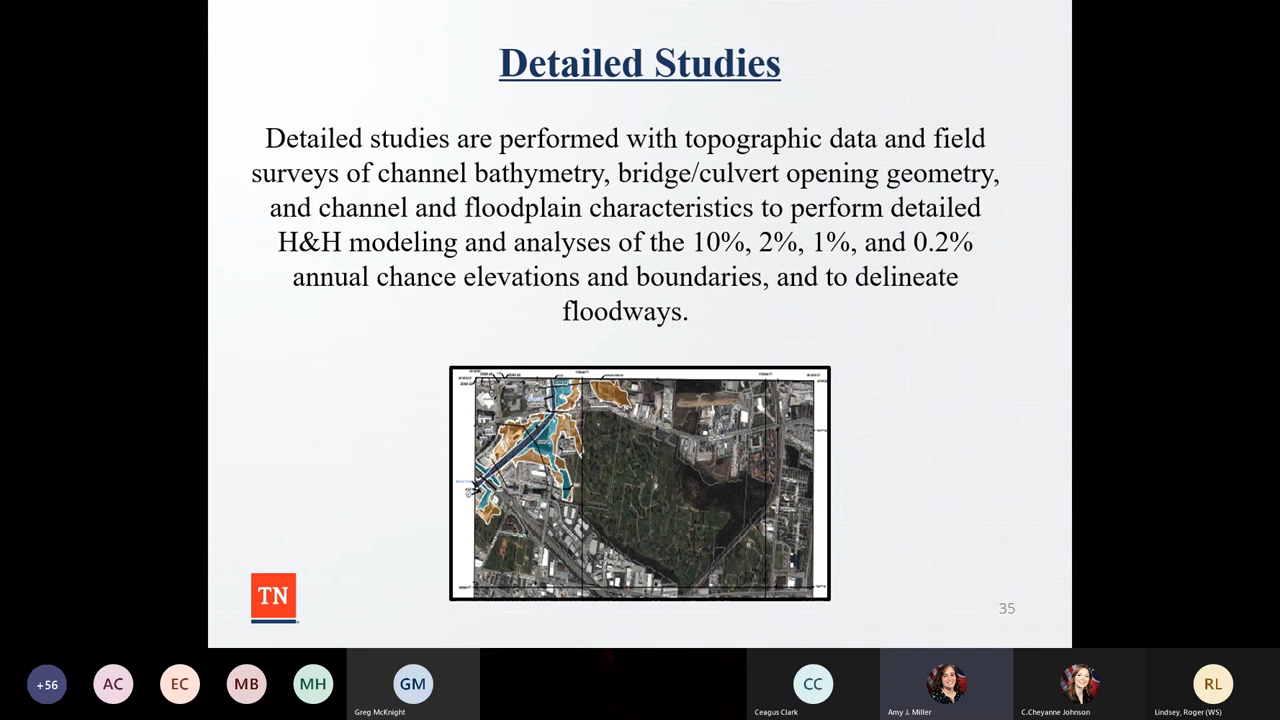 Detailed Studies
Detailed studies are performed with topographic data and field
surveys of channel bathymetry, bridge/culvert opening geometry,
and channel and floodplain characteristics to perform detailed
H&H modeling and analyses of the 10%, 2%, 1%, and 0.2%
annual chance elevations and boundaries, and to delineate
floodways.
TN
35
+56
AC
EC
MB
MH
GM
CC
RL
Greg McKnight
Ceagus Clark
Amy J. Miller
C.Cheyanne Johnson
Lindsey, Roger (WS)